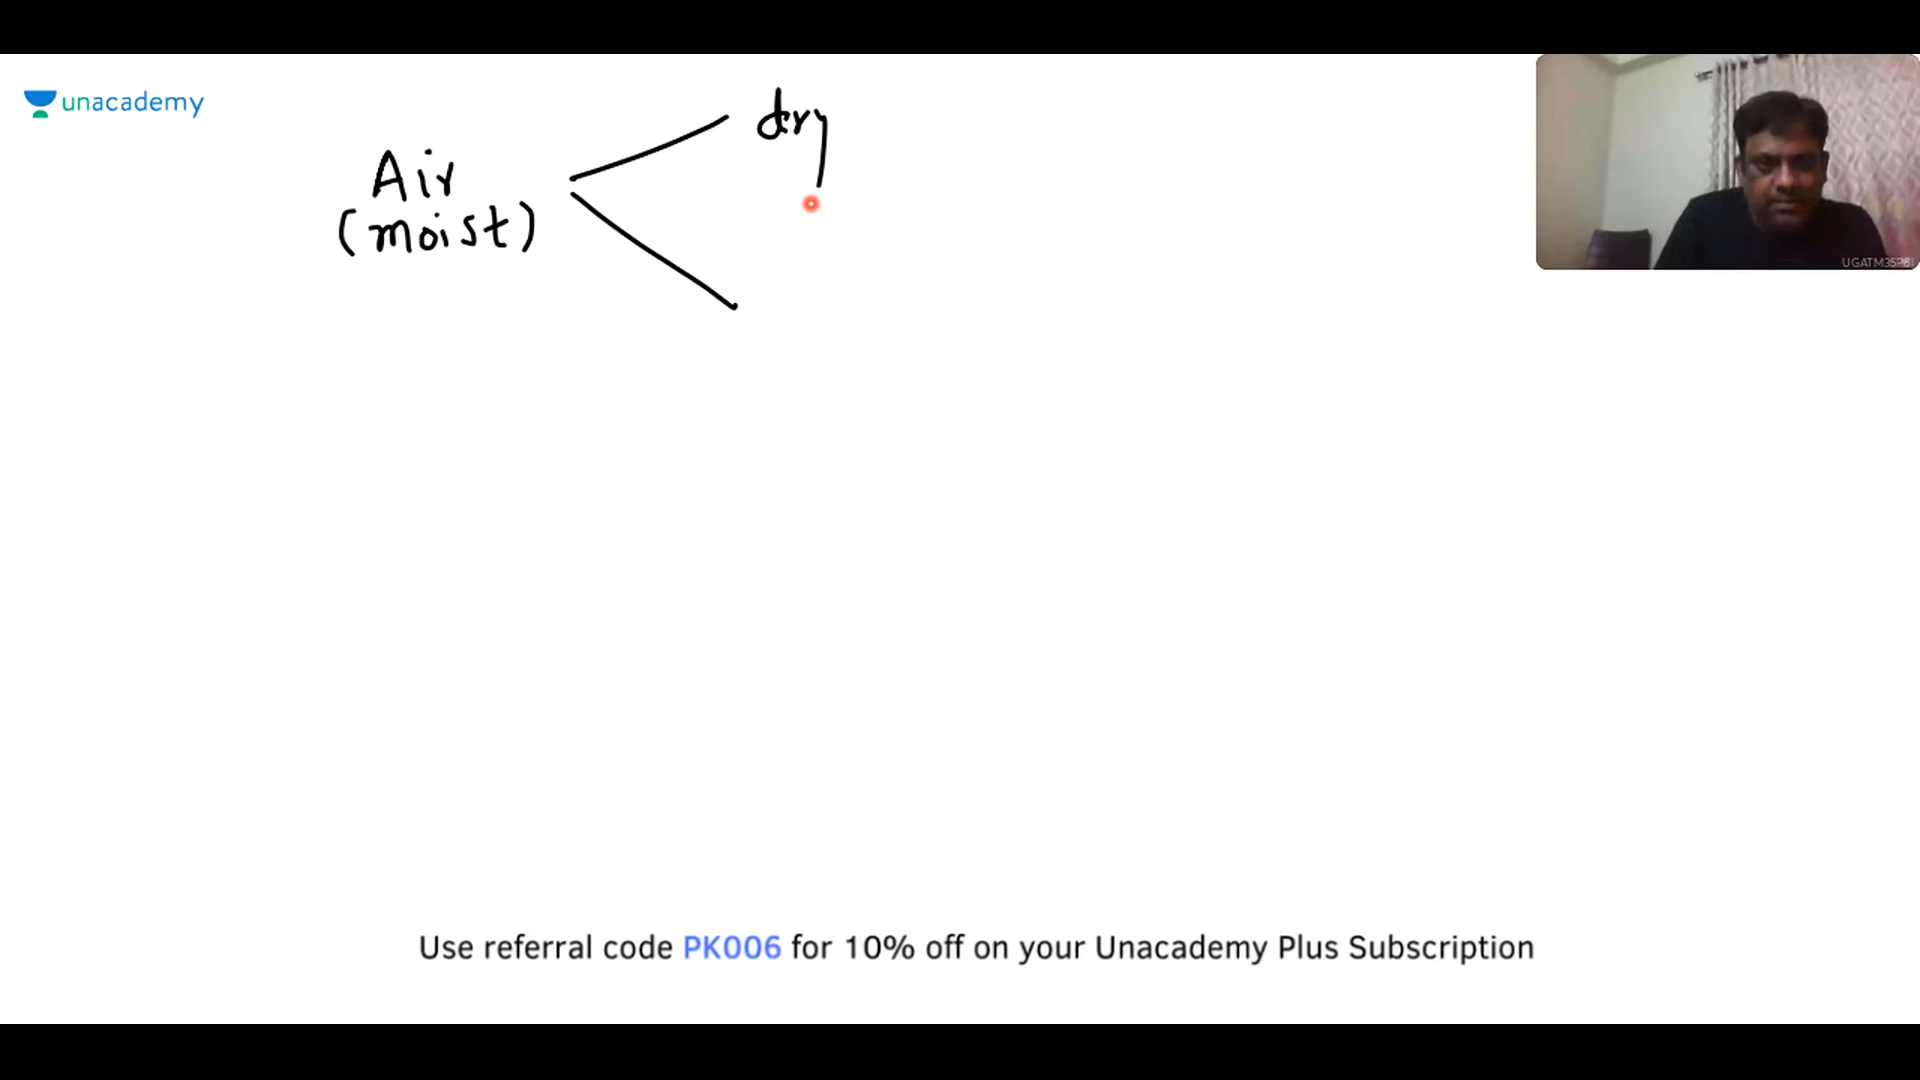 unacademy
dry
Air
(moist)
Use referral code PK006 for 10% off on your Unacademy Plus Subscription